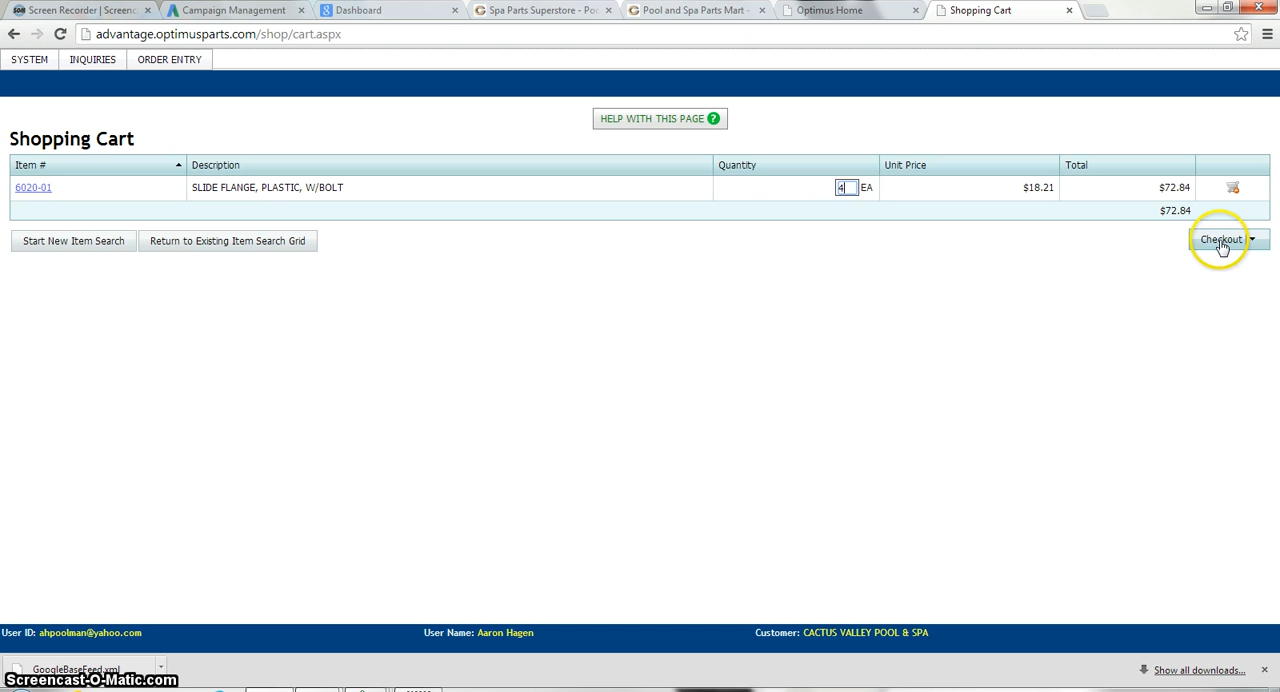 Screen Recorder | Screenc
Campaign Management
Dashboard
Spa Parts Superstore - Poo
Pool and Spa Parts Mart -
Optimus Home
Shopping Cart
advantage.optimusparts.com/shop/cart.aspx
SYSTEM INQUIRIES ORDER ENTRY
HELP WITH THIS PAGE ?
Shopping Cart
Item # Description Quantity Unit Price Total
6020-01 SLIDE FLANGE, PLASTIC, W/BOLT 4 EA $18.21 $72.84
$72.84
Start New Item Search Return to Existing Item Search Grid Checkout
User ID: ahpoolman@yahoo.com User Name: Aaron Hagen Customer: CACTUS VALLEY POOL & SPA
GoogleBaseFeed.xml Show all downloads...
Screencast-O-Matic.com